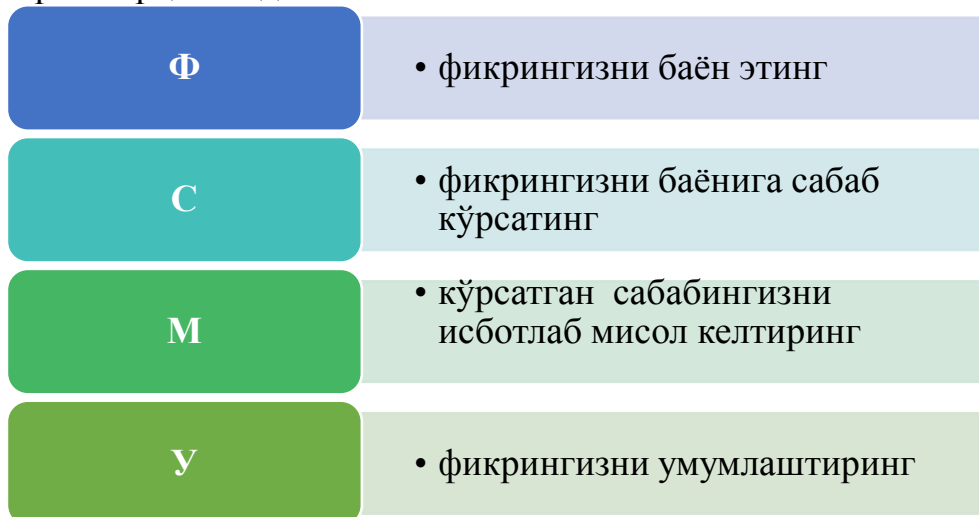 Ф
• фикрингизни баён этинг
С
• фикрингизни баёнига сабаб
кўрсатинг
М
• кўрсатган сабабингизни
исботлаб мисол келтиринг
У
• фикрингизни умумлаштиринг